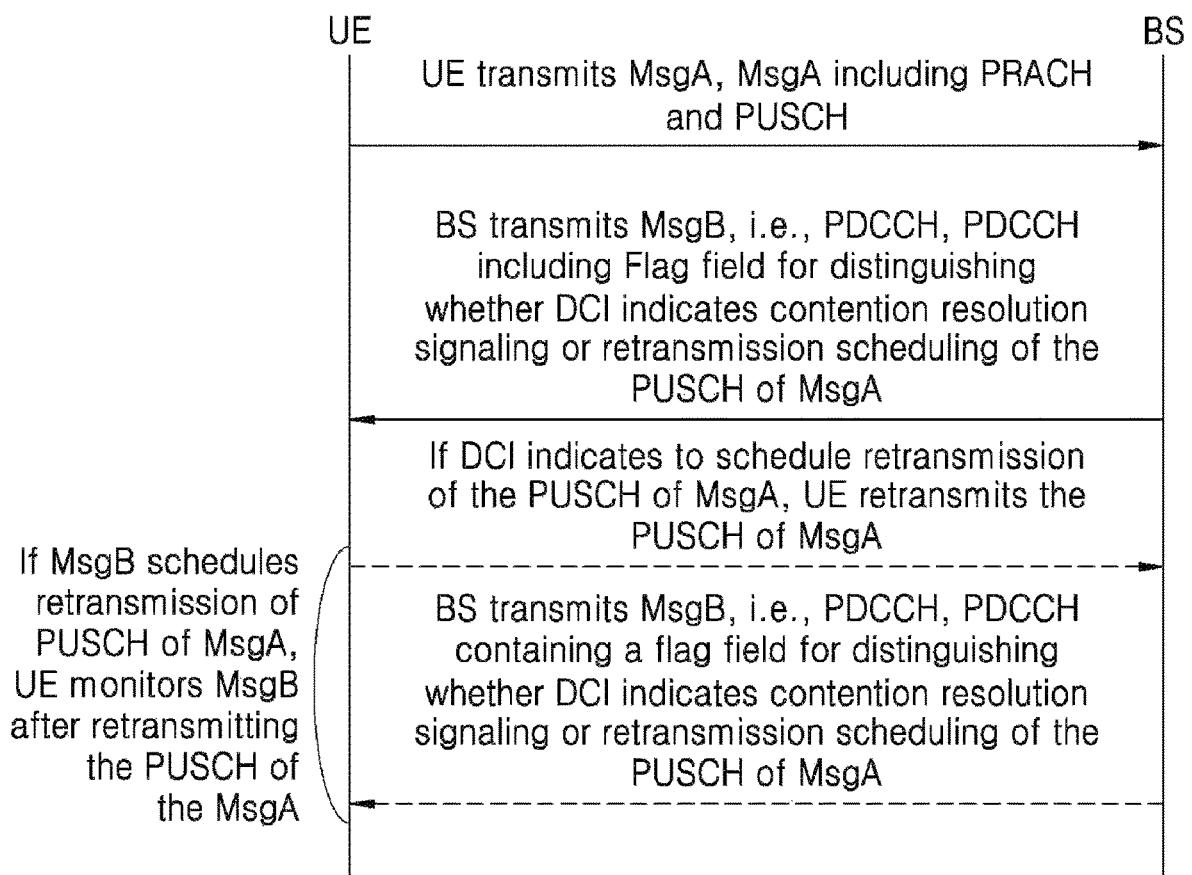 UE
BS
UE transmits MsgA, MsgA including PRACH
and PUSCH
BS transmits MsgB, i.e., PDCCH, PDCCH
including Flag field for distinguishing
whether DCI indicates contention resolution
signaling or retransmission scheduling of the
PUSCH of MsgA
If DCI indicates to schedule retransmission
of the PUSCH of MsgA, UE retransmits the
PUSCH of MsgA
If MsgB schedules
retransmission of
PUSCH of MsgA,
UE monitors MsgB
after retransmitting
the PUSCH of
the MsgA
BS transmits MsgB, i.e., PDCCH, PDCCH
containing a flag field for distinguishing
whether DCI indicates contention resolution
signaling or retransmission scheduling of the
PUSCH of MsgA